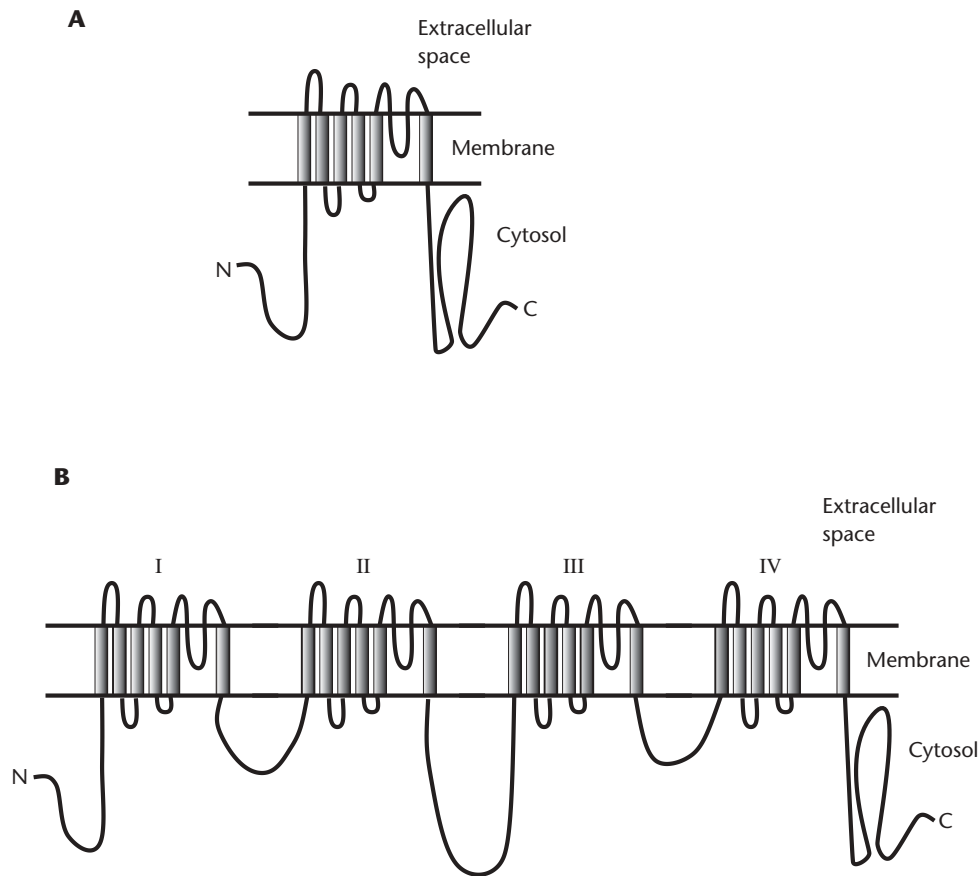 A
Extracellular
space
Membrane
Cytosol
N
C
B
Extracellular
space
I II III IV
Membrane
Cytosol
N
C